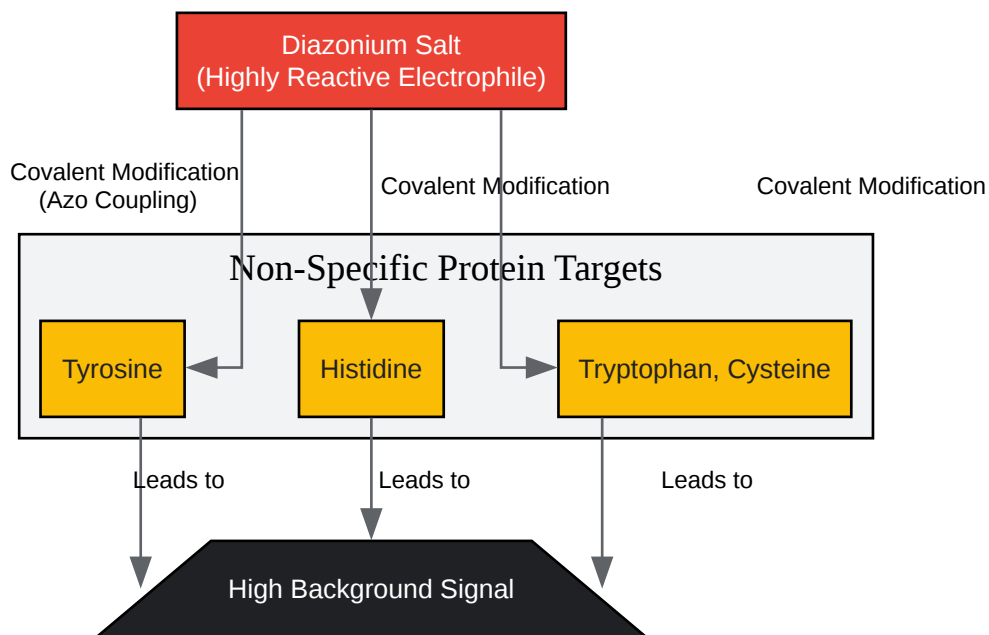 Diazonium Salt
(Highly Reactive Electrophile)
Covalent Modification
(Azo Coupling)
Covalent Modification
Covalent Modification
Non-Specific Protein Targets
Tyrosine
Histidine
Tryptophan, Cysteine
Leads to
Leads to
Leads to
High Background Signal